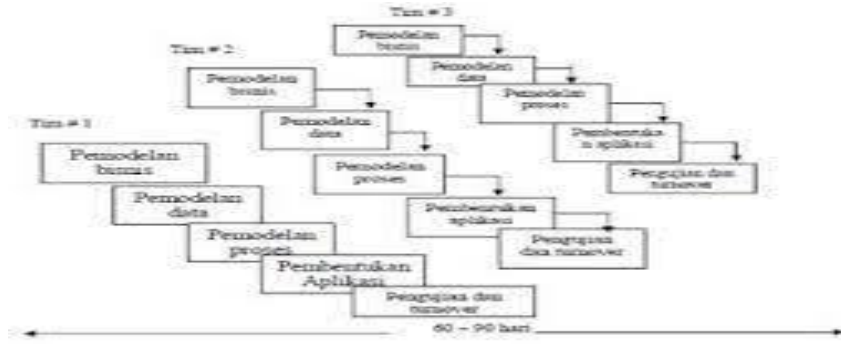 Tim # 3
Pemodelan
bisnis
Pemodelan
data
Pemodelan
proses
Pembentuka
n aplikasi
Pengujian dan
turnover
Tim # 2
Pemodelan
bisnis
Pemodelan
data
Pemodelan
proses
Pembentukan
aplikasi
Pengujian
dan turnover
Tim # 1
Pemodelan
bisnis
Pemodelan
data
Pemodelan
proses
Pembentukan
Aplikasi
Pengujian dan
turnover
60 – 90 hari